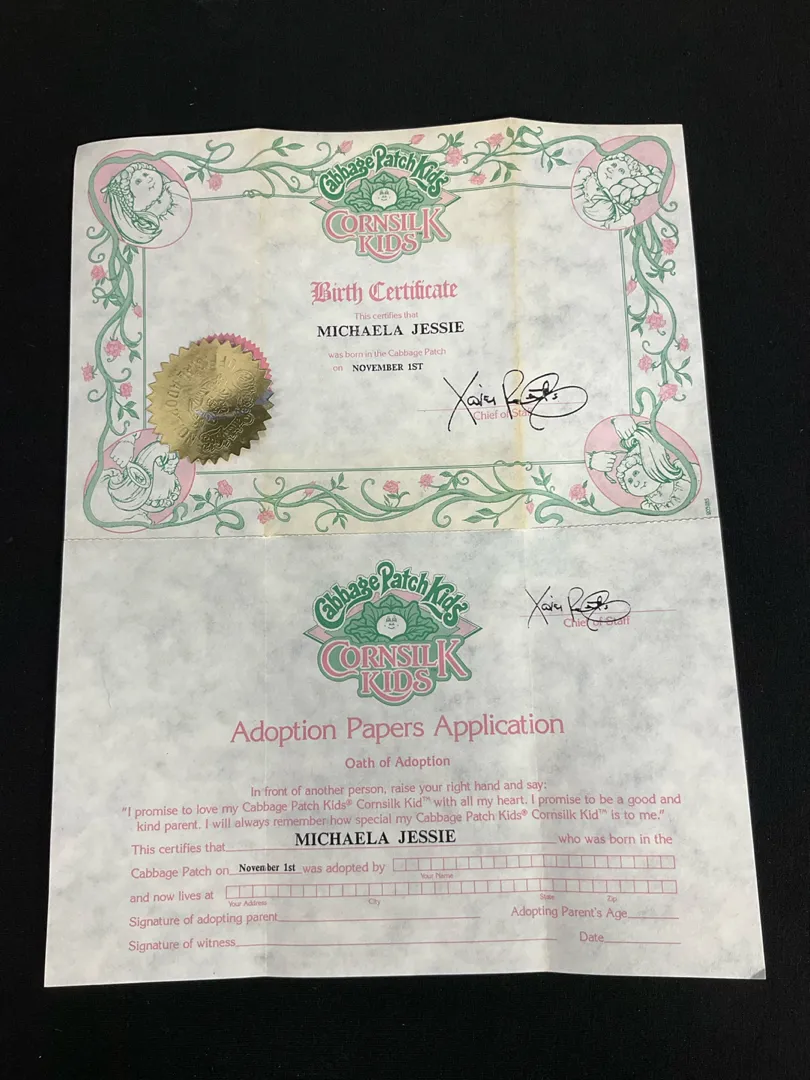 Cabbage Patch Kids
CORNSILK
KIDS
Birth Certificate
This certifies that
MICHAELA JESSIE
was born in the Cabbage Patch
on NOVEMBER 1ST
Xavier Roberts
Chief of Staff
Cabbage Patch Kids
CORNSILK
KIDS
Xavier Roberts
Chief of Staff
Adoption Papers Application
Oath of Adoption
In front of another person, raise your right hand and say:
"I promise to love my Cabbage Patch Kids® Cornsilk Kid™ with all my heart. I promise to be a good and
kind parent. I will always remember how special my Cabbage Patch Kids® Cornsilk Kid™ is to me."
This certifies that MICHAELA JESSIE who was born in the
Cabbage Patch on November 1st was adopted by
Your Name
and now lives at
Your Address City State Zip
Signature of adopting parent Adopting Parent's Age
Signature of witness Date